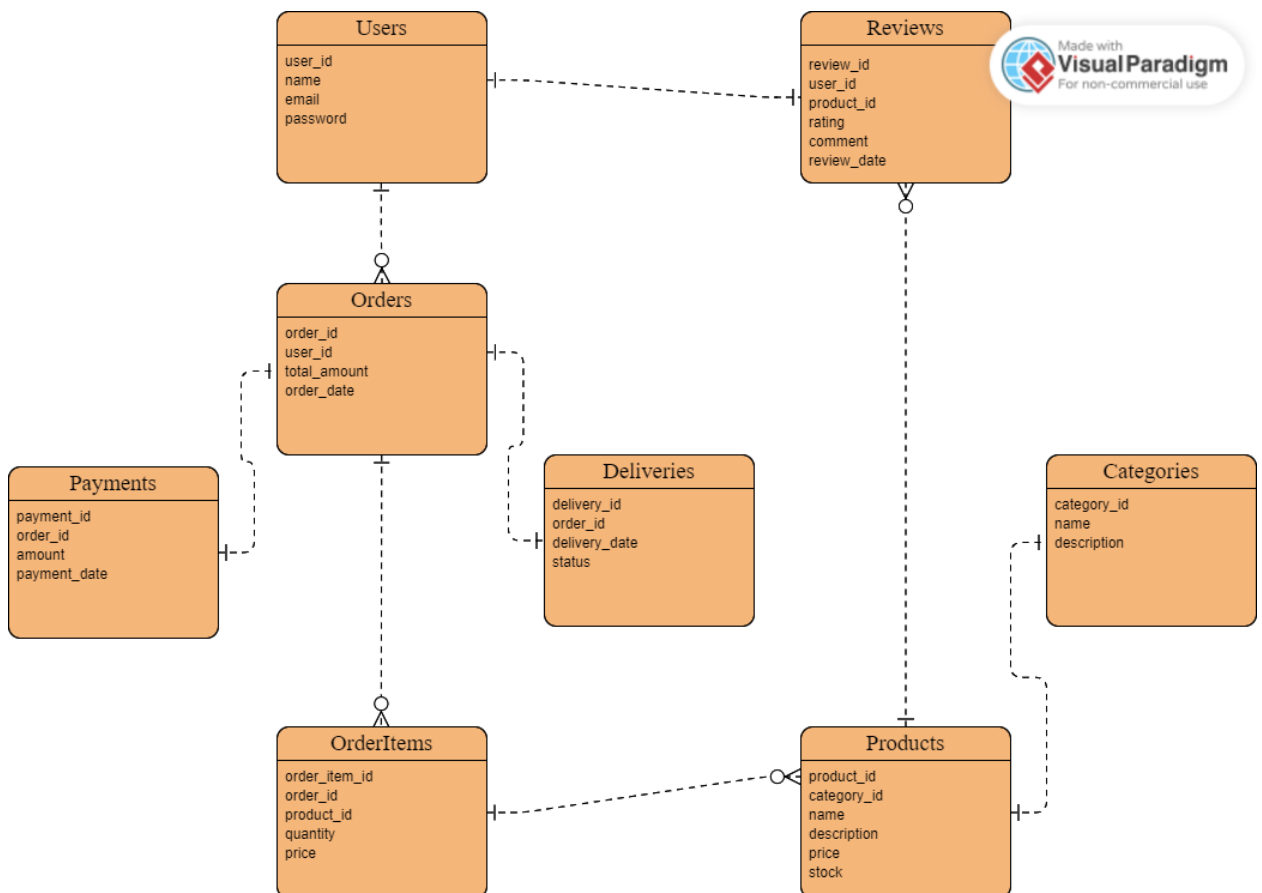 Users
user_id
name
email
password
Reviews
review_id
user_id
product_id
rating
comment
review_date
Made with
Visual Paradigm
For non-commercial use
Orders
order_id
user_id
total_amount
order_date
Payments
payment_id
order_id
amount
payment_date
Deliveries
delivery_id
order_id
delivery_date
status
Categories
category_id
name
description
OrderItems
order_item_id
order_id
product_id
quantity
price
Products
product_id
category_id
name
description
price
stock